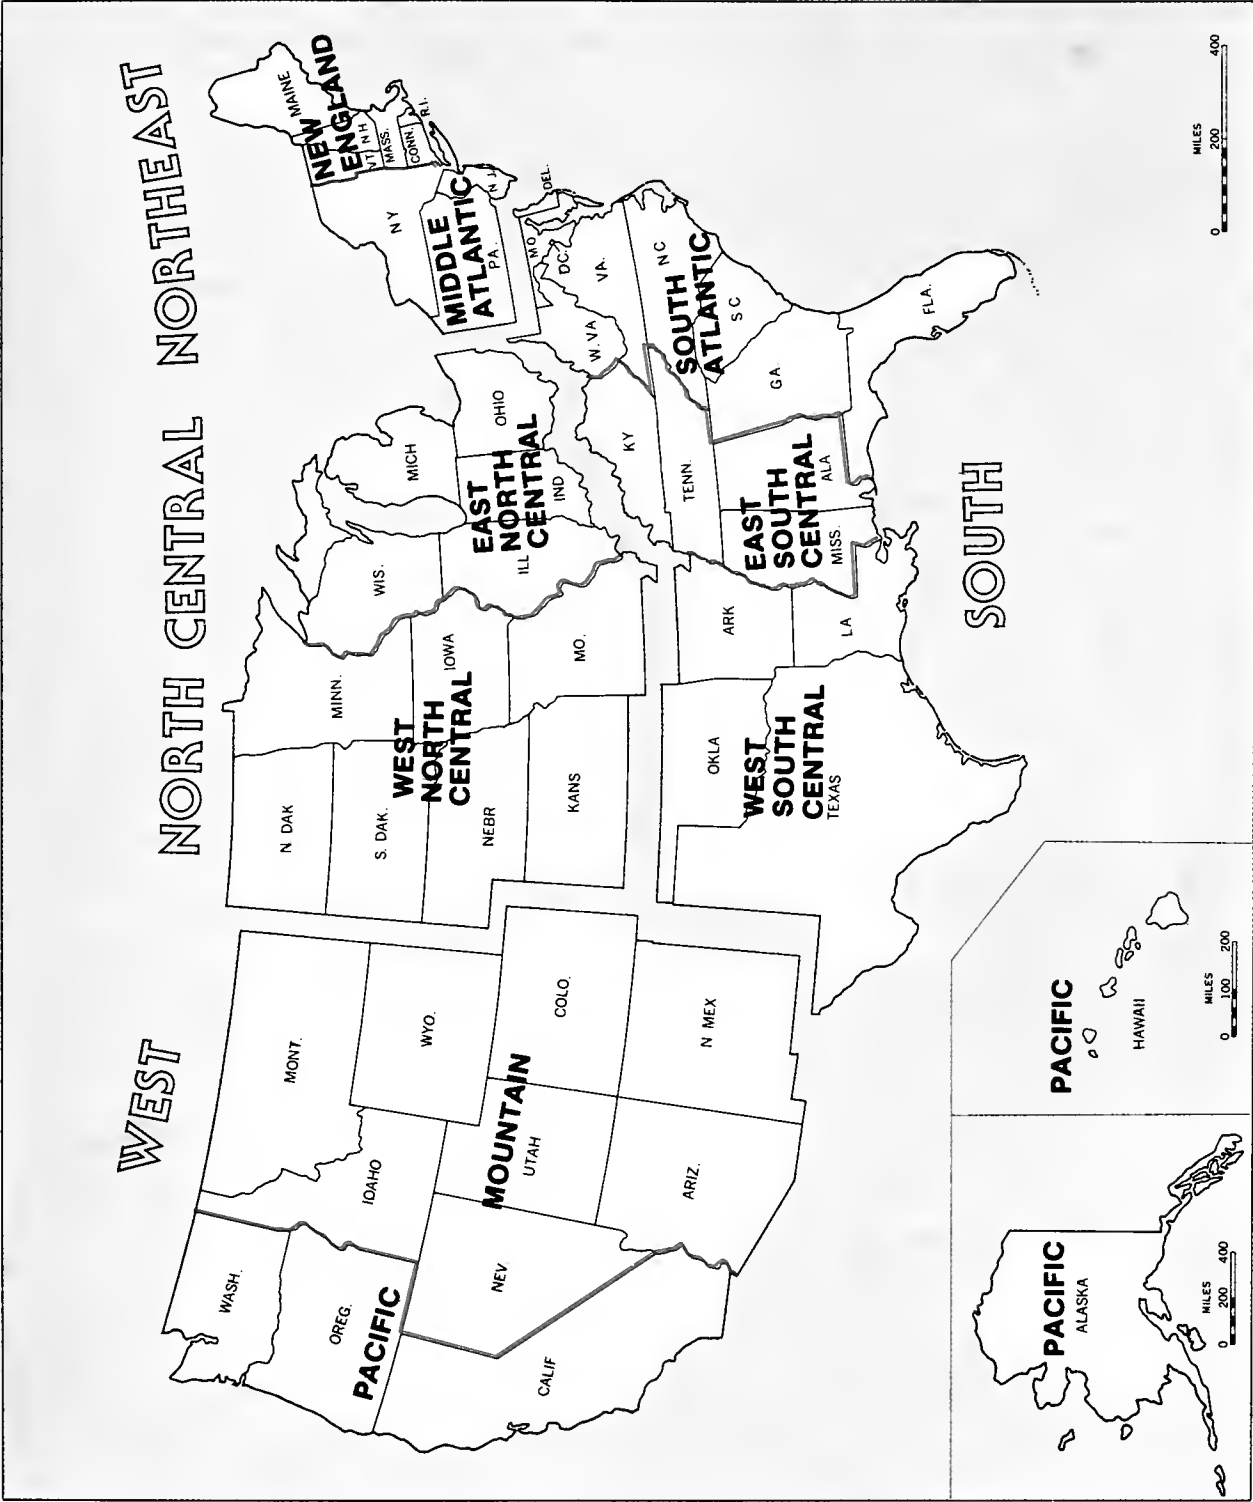 WEST
NORTH CENTRAL
NORTHEAST
SOUTH
PACIFIC
WASH.
OREG.
CALIF
MOUNTAIN
MONT.
IDAHO
WYO.
NEV.
UTAH
COLO.
ARIZ.
N MEX
WEST
NORTH
CENTRAL
N DAK
S. DAK.
NEBR
KANS
MINN.
IOWA
MO.
EAST
NORTH
CENTRAL
WIS.
MICH
ILL
IND
OHIO
WEST
SOUTH
CENTRAL
TEXAS
OKLA
ARK
LA
EAST
SOUTH
CENTRAL
KY
TENN.
MISS.
ALA
SOUTH
ATLANTIC
W. VA
VA.
MO
DC.
DEL.
N C
S C
GA.
FLA.
MIDDLE
ATLANTIC
NY
PA.
N J
NEW
ENGLAND
MAINE
VT
N H
MASS.
CONN.
R.I.
PACIFIC
ALASKA
MILES
0 200 400
PACIFIC
HAWAII
MILES
0 100 200
MILES
0 200 400